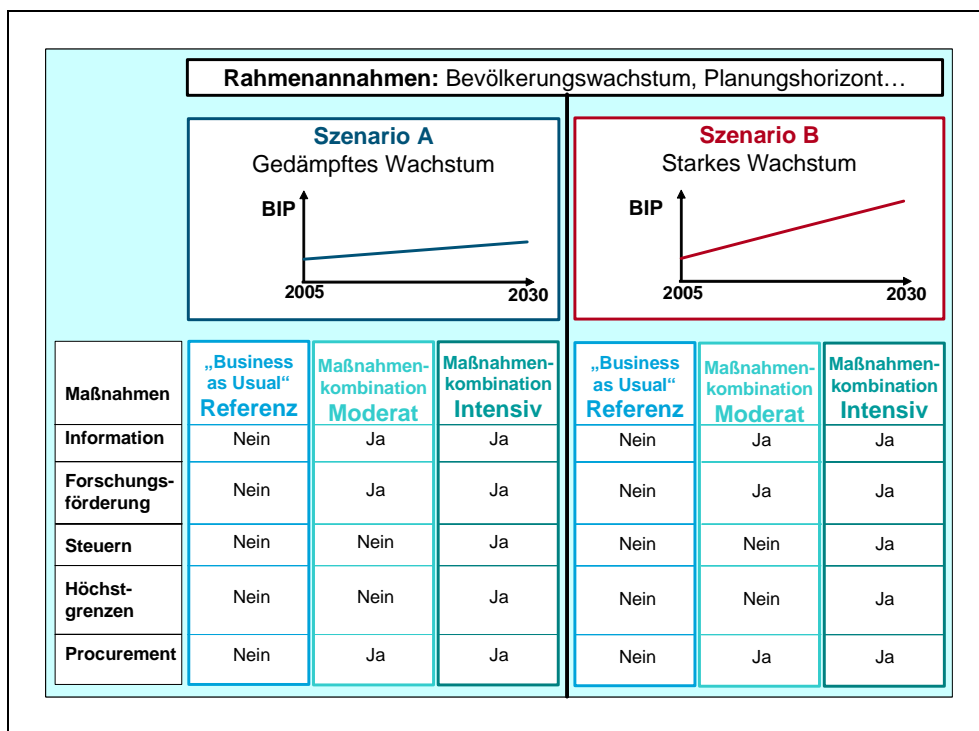 Rahmenannahmen: Bevölkerungswachstum, Planungshorizont…
Szenario A
Gedämpftes Wachstum
BIP
2005
2030
Szenario B
Starkes Wachstum
BIP
2005
2030
Maßnahmen
„Business
as Usual“
Referenz
Maßnahmen-
kombination
Moderat
Maßnahmen-
kombination
Intensiv
„Business
as Usual“
Referenz
Maßnahmen-
kombination
Moderat
Maßnahmen-
kombination
Intensiv
Information Nein Ja Ja Nein Ja Ja
Forschungs-
förderung Nein Ja Ja Nein Ja Ja
Steuern Nein Nein Ja Nein Nein Ja
Höchst-
grenzen Nein Nein Ja Nein Nein Ja
Procurement Nein Ja Ja Nein Ja Ja